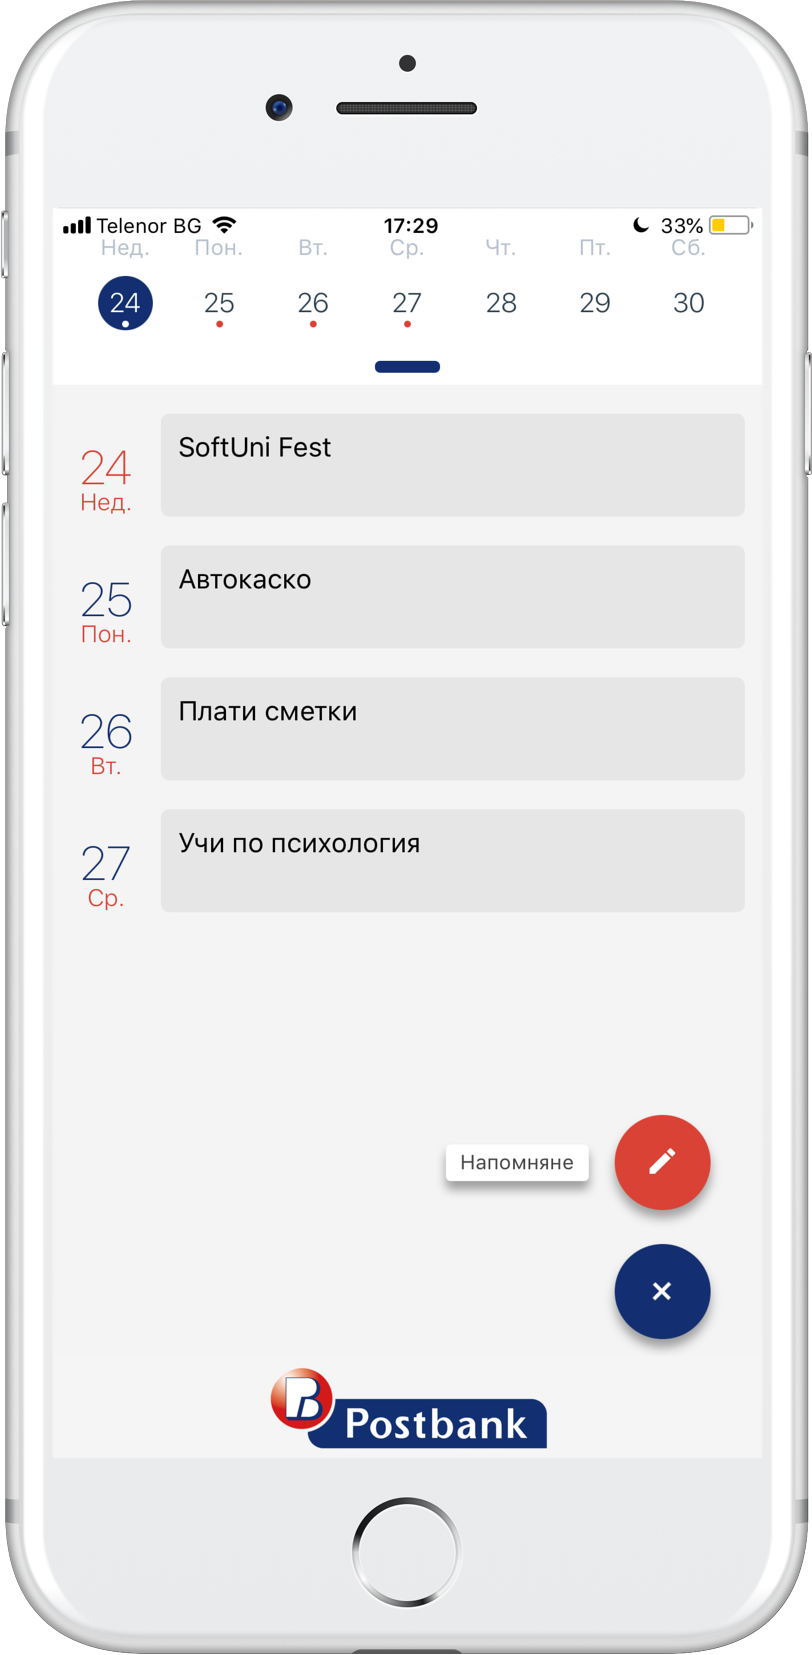 Telenor BG 17:29 33%
Нед. Пон. Вт. Ср. Чт. Пт. Сб.
24 25 26 27 28 29 30
24 SoftUni Fest
Нед.
25 Автокаско
Пон.
26 Плати сметки
Вт.
27 Учи по психология
Ср.
Напомняне
Postbank